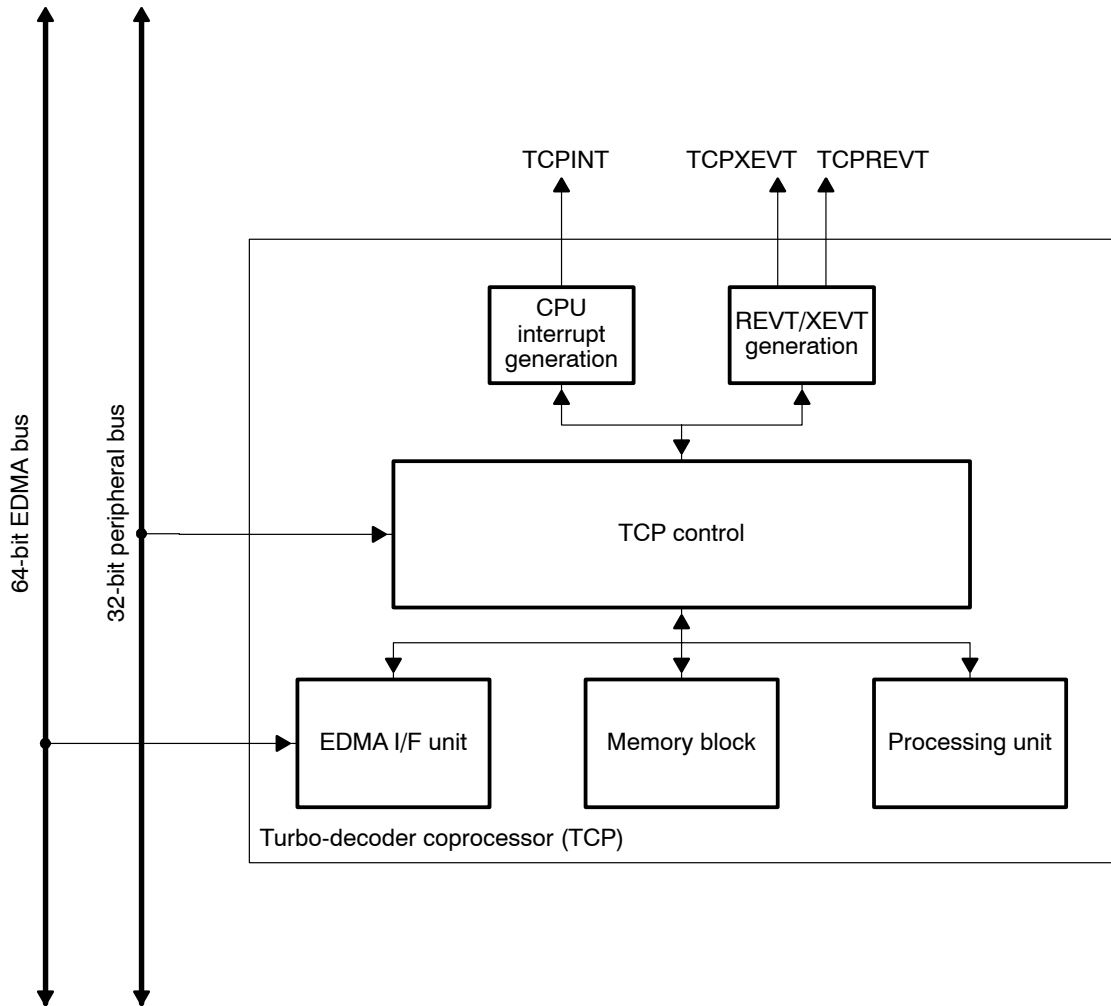 TCPINT
TCPXEVT
TCPREVT
CPU
interrupt
generation
REVT/XEVT
generation
64-bit EDMA bus
32-bit peripheral bus
TCP control
EDMA I/F unit
Memory block
Processing unit
Turbo-decoder coprocessor (TCP)